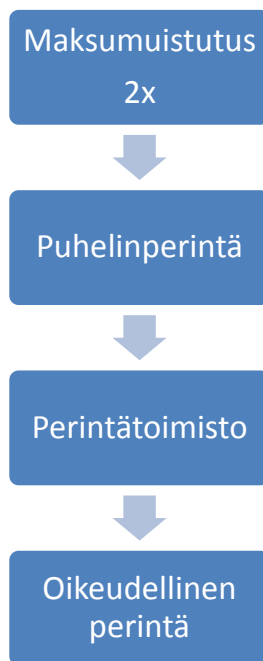 Maksumuistutus
2x
Puhelinperintä
Perintätoimisto
Oikeudellinen
perintä